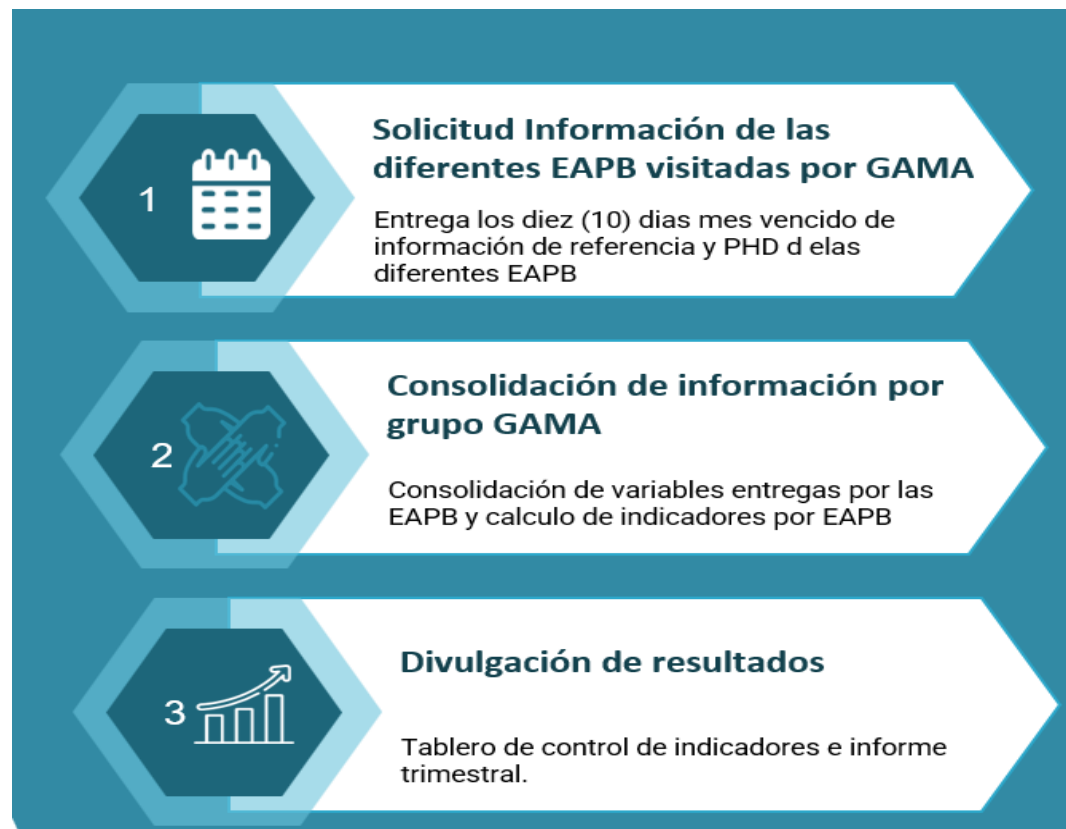 1
Solicitud Información de las
diferentes EAPB visitadas por GAMA
Entrega los diez (10) dias mes vencido de
información de referencia y PHD d elas
diferentes EAPB
2
Consolidación de información por
grupo GAMA
Consolidación de variables entregas por las
EAPB y calculo de indicadores por EAPB
3
Divulgación de resultados
Tablero de control de indicadores e informe
trimestral.